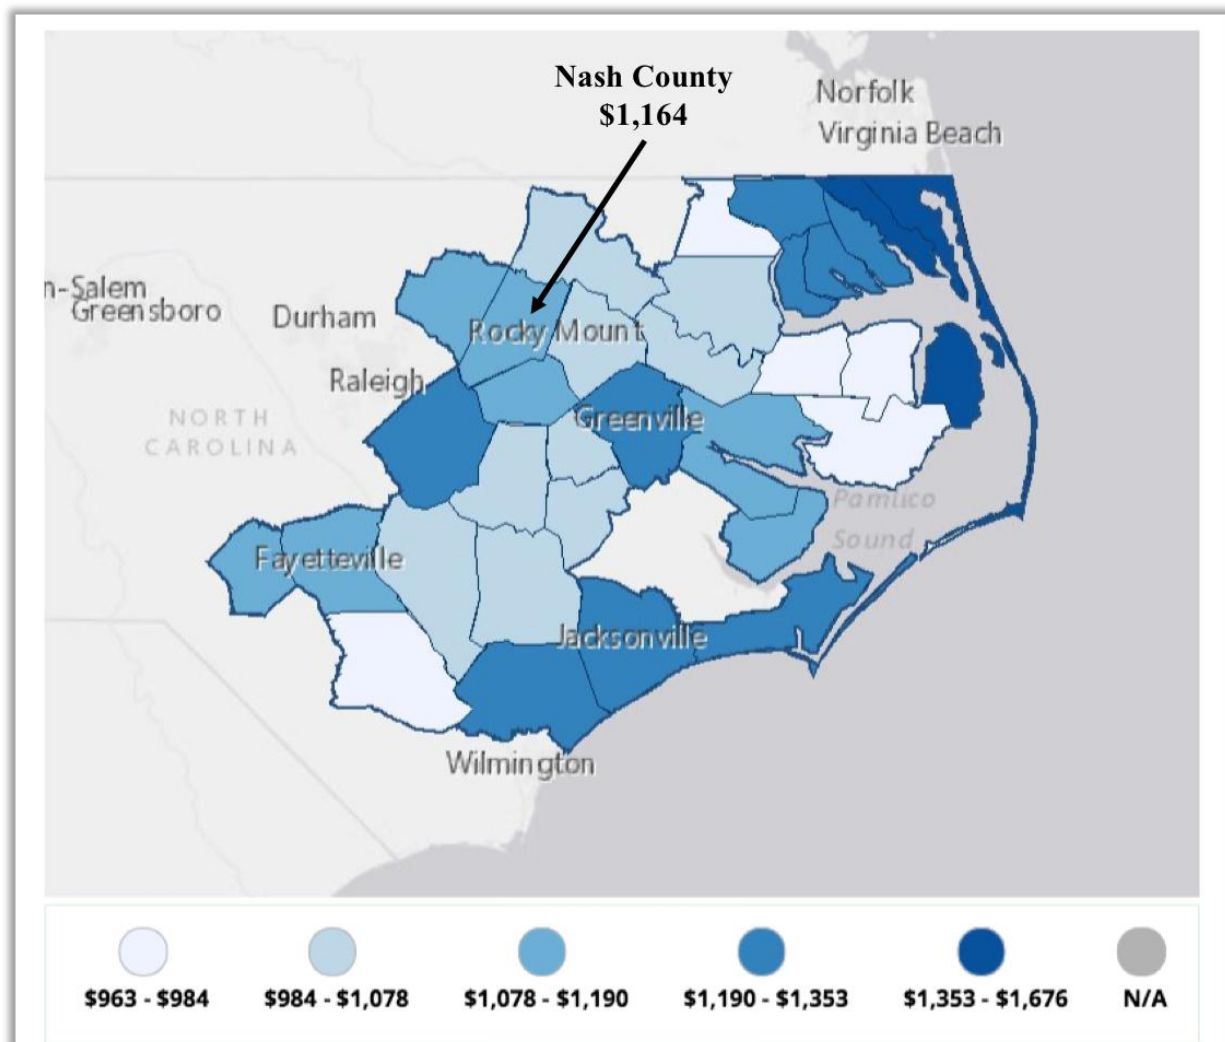 Nash County
$1,164
Norfolk
Virginia Beach
n-Salem
Greensboro
Durham
Rocky Mount
Raleigh
NORTH
CAROLINA
Greenville
Pamlico
Sound
Fayetteville
Jacksonville
Wilmington
$963 - $984
$984 - $1,078
$1,078 - $1,190
$1,190 - $1,353
$1,353 - $1,676
N/A